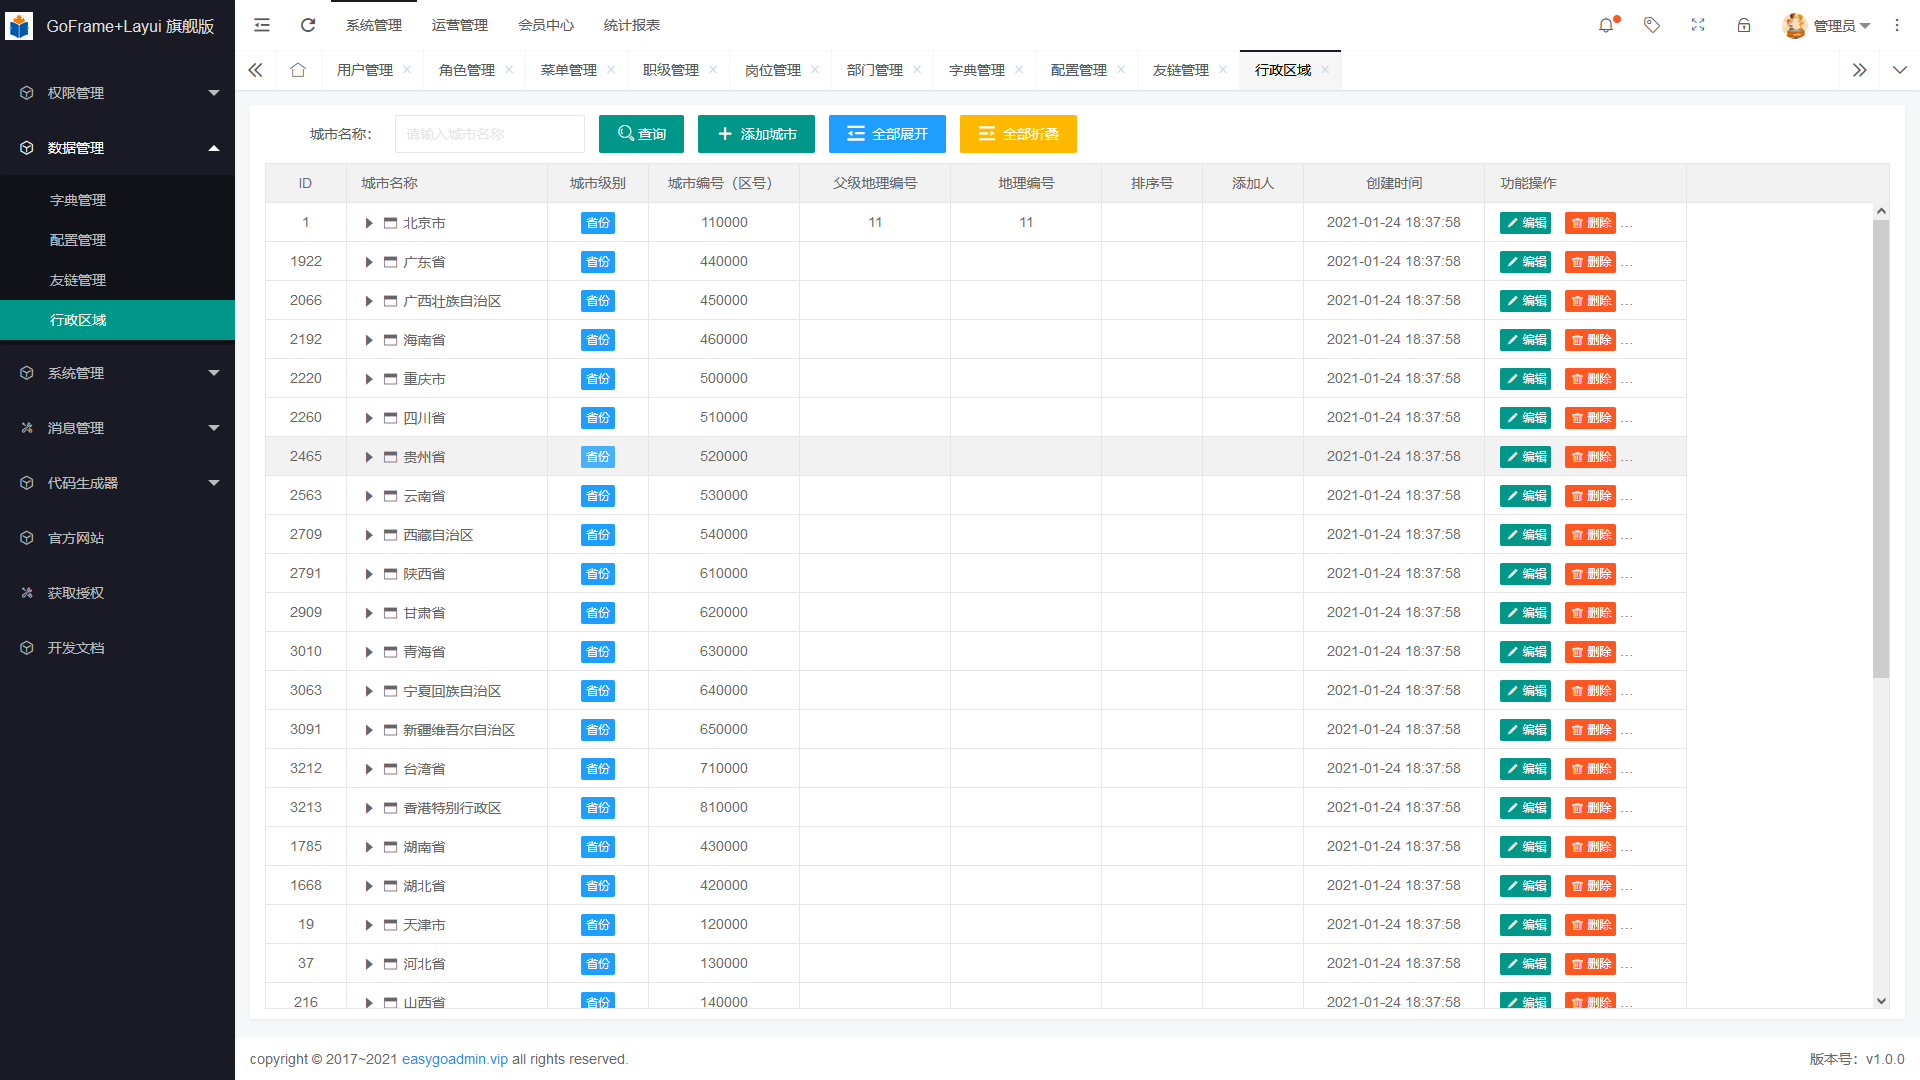 GoFrame+Layui 旗舰版
系统管理 运营管理 会员中心 统计报表 管理员
用户管理 角色管理 菜单管理 职级管理 岗位管理 部门管理 字典管理 配置管理 友链管理 行政区域
权限管理
数据管理
字典管理
配置管理
友链管理
行政区域
系统管理
消息管理
代码生成器
官方网站
获取授权
开发文档
城市名称： 请输入城市名称 查询 添加城市 全部展开 全部折叠
ID 城市名称 城市级别 城市编号（区号） 父级地理编号 地理编号 排序号 添加人 创建时间 功能操作
1 北京市 省份 110000 11 11 2021-01-24 18:37:58 编辑 删除 ...
1922 广东省 省份 440000 2021-01-24 18:37:58 编辑 删除 ...
2066 广西壮族自治区 省份 450000 2021-01-24 18:37:58 编辑 删除 ...
2192 海南省 省份 460000 2021-01-24 18:37:58 编辑 删除 ...
2220 重庆市 省份 500000 2021-01-24 18:37:58 编辑 删除 ...
2260 四川省 省份 510000 2021-01-24 18:37:58 编辑 删除 ...
2465 贵州省 省份 520000 2021-01-24 18:37:58 编辑 删除 ...
2563 云南省 省份 530000 2021-01-24 18:37:58 编辑 删除 ...
2709 西藏自治区 省份 540000 2021-01-24 18:37:58 编辑 删除 ...
2791 陕西省 省份 610000 2021-01-24 18:37:58 编辑 删除 ...
2909 甘肃省 省份 620000 2021-01-24 18:37:58 编辑 删除 ...
3010 青海省 省份 630000 2021-01-24 18:37:58 编辑 删除 ...
3063 宁夏回族自治区 省份 640000 2021-01-24 18:37:58 编辑 删除 ...
3091 新疆维吾尔自治区 省份 650000 2021-01-24 18:37:58 编辑 删除 ...
3212 台湾省 省份 710000 2021-01-24 18:37:58 编辑 删除 ...
3213 香港特别行政区 省份 810000 2021-01-24 18:37:58 编辑 删除 ...
1785 湖南省 省份 430000 2021-01-24 18:37:58 编辑 删除 ...
1668 湖北省 省份 420000 2021-01-24 18:37:58 编辑 删除 ...
19 天津市 省份 120000 2021-01-24 18:37:58 编辑 删除 ...
37 河北省 省份 130000 2021-01-24 18:37:58 编辑 删除 ...
216 山西省 省份 140000 2021-01-24 18:37:58 编辑 删除 ...
copyright © 2017~2021 easygoadmin.vip all rights reserved. 版本号：v1.0.0